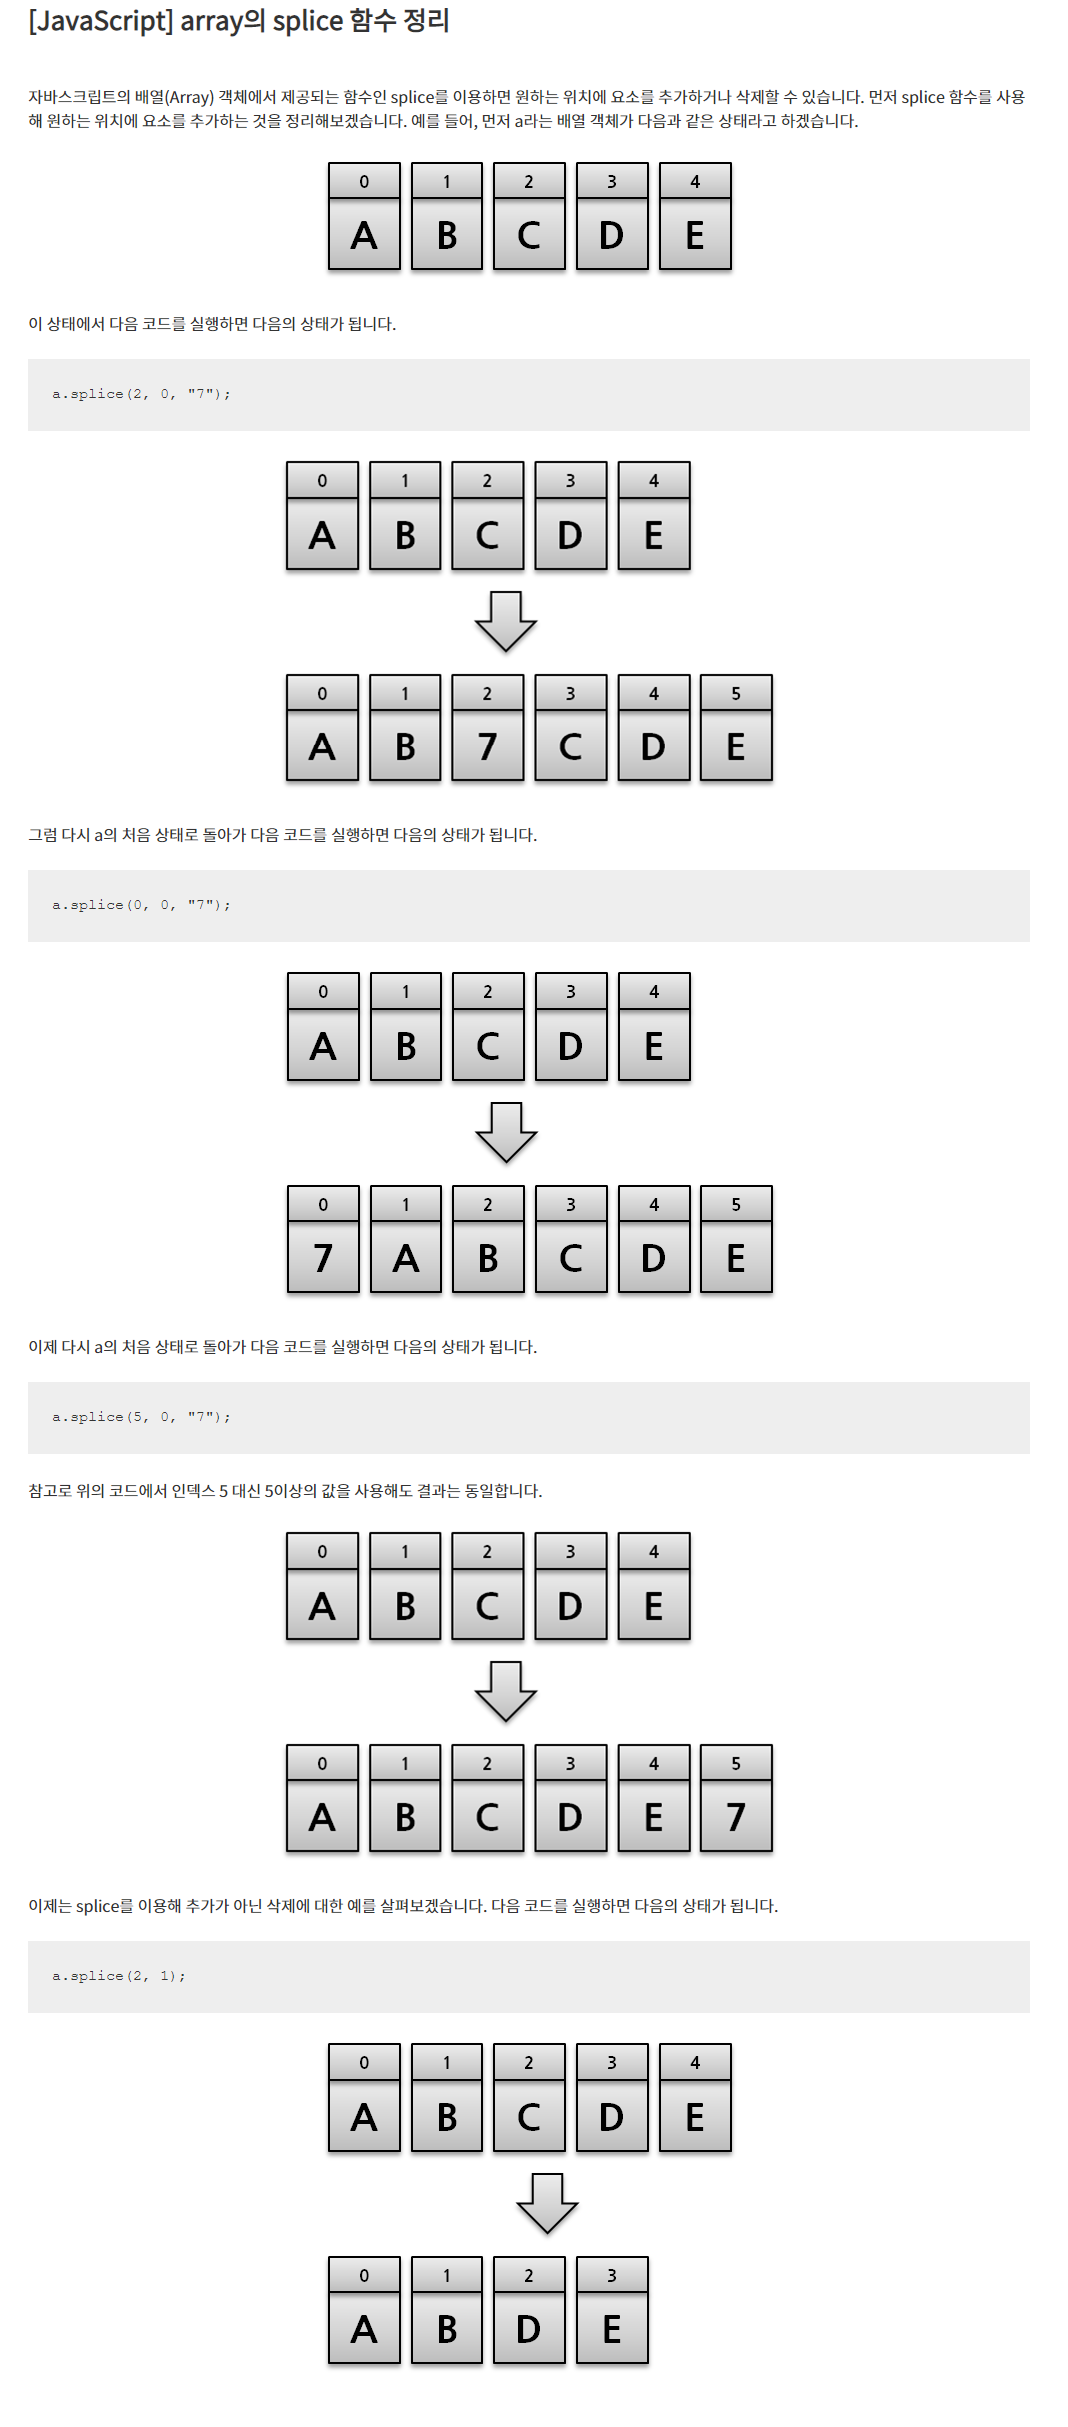 [JavaScript] array의 splice 함수 정리
자바스크립트의 배열(Array) 객체에서 제공되는 함수인 splice를 이용하면 원하는 위치에 요소를 추가하거나 삭제할 수 있습니다. 먼저 splice 함수를 사용
해 원하는 위치에 요소를 추가하는 것을 정리해보겠습니다. 예를 들어, 먼저 a라는 배열 객체가 다음과 같은 상태라고 하겠습니다.
0 1 2 3 4
A B C D E
이 상태에서 다음 코드를 실행하면 다음의 상태가 됩니다.
a.splice(2, 0, "7");
0 1 2 3 4
A B C D E
0 1 2 3 4 5
A B 7 C D E
그럼 다시 a의 처음 상태로 돌아가 다음 코드를 실행하면 다음의 상태가 됩니다.
a.splice(0, 0, "7");
0 1 2 3 4
A B C D E
0 1 2 3 4 5
7 A B C D E
이제 다시 a의 처음 상태로 돌아가 다음 코드를 실행하면 다음의 상태가 됩니다.
a.splice(5, 0, "7");
참고로 위의 코드에서 인덱스 5 대신 5이상의 값을 사용해도 결과는 동일합니다.
0 1 2 3 4
A B C D E
0 1 2 3 4 5
A B C D E 7
이제는 splice를 이용해 추가가 아닌 삭제에 대한 예를 살펴보겠습니다. 다음 코드를 실행하면 다음의 상태가 됩니다.
a.splice(2, 1);
0 1 2 3 4
A B C D E
0 1 2 3
A B D E